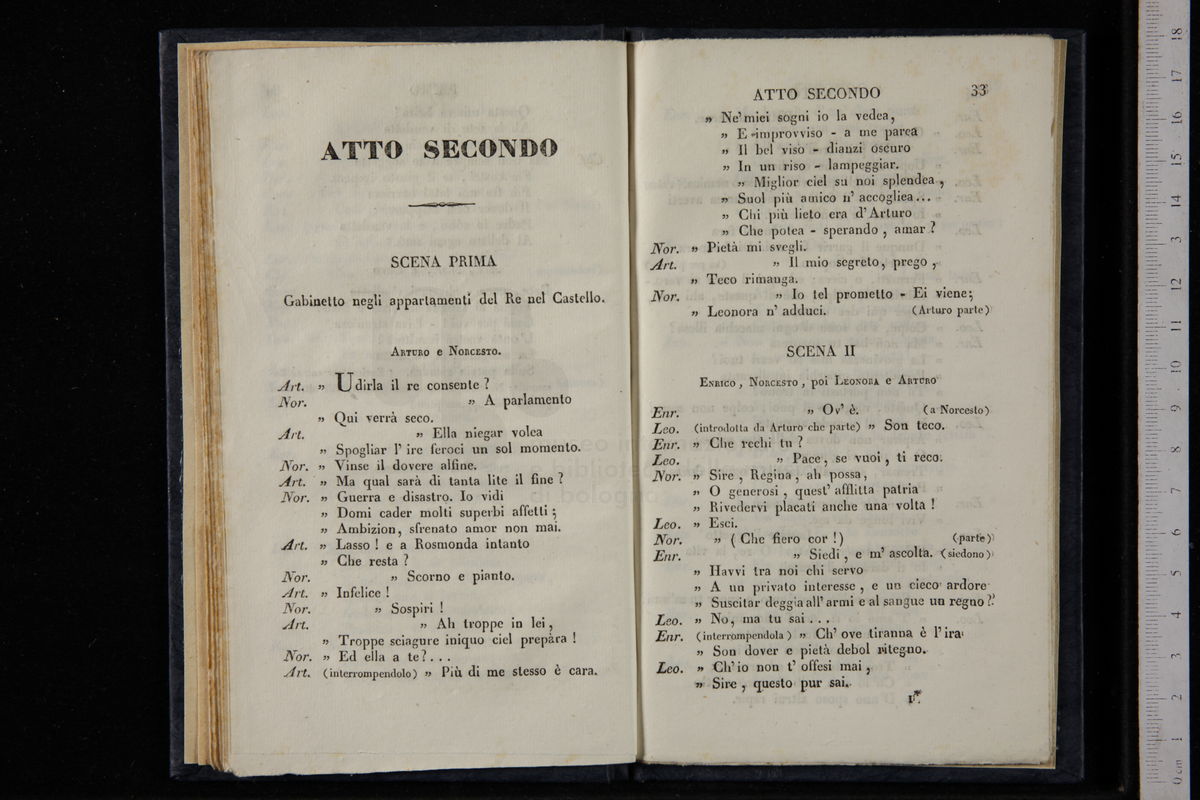 ATTO SECONDO
SCENA PRIMA
Gabinetto negli appartamenti del Re nel Castello.
ARTURO e NORCESTO.
Art. » Udirla il re consente ?
Nor. » A parlamento
» Qui verrà seco.
Art. » Ella niegar volea
» Spogliar l' ire feroci un sol momento.
Nor. » Vinse il dovere alfine.
Art. » Ma qual sarà di tanta lite il fine ?
Nor. » Guerra e disastro. Io vidi
» Domi cader molti superbi affetti ;
» Ambizion, sfrenato amor non mai.
Art. » Lasso ! e a Rosmonda intanto
» Che resta ?
Nor. » Scorno e pianto.
Art. » Infelice !
Nor. » Sospiri !
Art. » Ah troppe in lei,
» Troppe sciagure iniquo ciel prepara !
Nor. » Ed ella a te?...
Art. (interrompendolo) » Più di me stesso è cara.
ATTO SECONDO 33
» Ne' miei sogni io la vedea,
» E improvviso - a me parea
» Il bel viso - dianzi oscuro
» In un riso - lampeggiar.
» Miglior ciel su noi splendea,
» Suol più amico n' accogliea...
» Chi più lieto era d' Arturo
» Che potea - sperando, amar ?
Nor. » Pietà mi svegli.
Art. » Il mio segreto, prego,
» Teco rimanga.
Nor. » Io tel prometto - Ei viene;
» Leonora n' adduci. (Arturo parte)
SCENA II
ENRICO, NORCESTO, poi LEONORA e ARTURO
Enr. » Ov' è. (a Norcesto)
Leo. (introdotta da Arturo che parte) » Son teco.
Enr. » Che rechi tu ?
Leo. » Pace, se vuoi, ti reco.
Nor. » Sire, Regina, ah possa,
» O generosi, quest' afflitta patria
» Rivedervi placati anche una volta !
Leo. » Esci.
Nor. » (Che fiero cor !) (parte)
Enr. » Siedi, e m' ascolta. (siedono)
» Havvi tra noi chi servo
» A un privato interesse, e un cieco ardore
» Suscitar deggia all' armi e al sangue un regno ?
Leo. » No, ma tu sai...
Enr. (interrompendola) » Ch' ove tiranna è l' ira
» Son dover e pietà debol ritegno.
Leo. » Ch' io non t' offesi mai,
» Sire, questo pur sai.